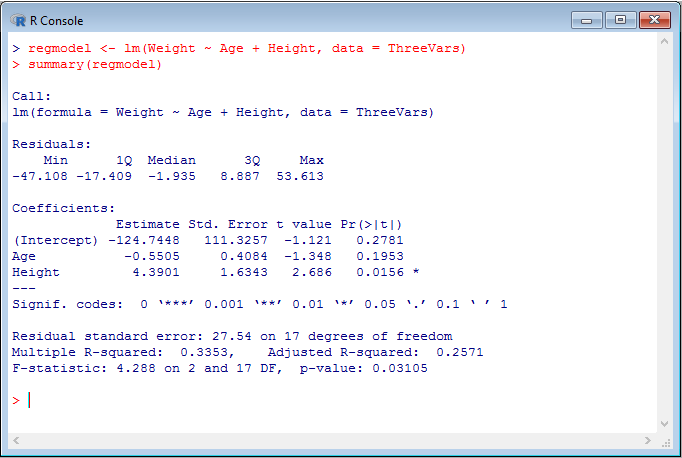 R Console
> regmodel <- lm(Weight ~ Age + Height, data = ThreeVars)
> summary(regmodel)
Call:
lm(formula = Weight ~ Age + Height, data = ThreeVars)
Residuals:
    Min      1Q  Median      3Q     Max
-47.108 -17.409  -1.935   8.887  53.613
Coefficients:
             Estimate Std. Error t value Pr(>|t|)
(Intercept) -124.7448   111.3257  -1.121   0.2781
Age           -0.5505     0.4084  -1.348   0.1953
Height         4.3901     1.6343   2.686   0.0156 *
---
Signif. codes:  0 ‘***’ 0.001 ‘**’ 0.01 ‘*’ 0.05 ‘.’ 0.1 ‘ ’ 1
Residual standard error: 27.54 on 17 degrees of freedom
Multiple R-squared:  0.3353,    Adjusted R-squared:  0.2571
F-statistic: 4.288 on 2 and 17 DF,  p-value: 0.03105
>